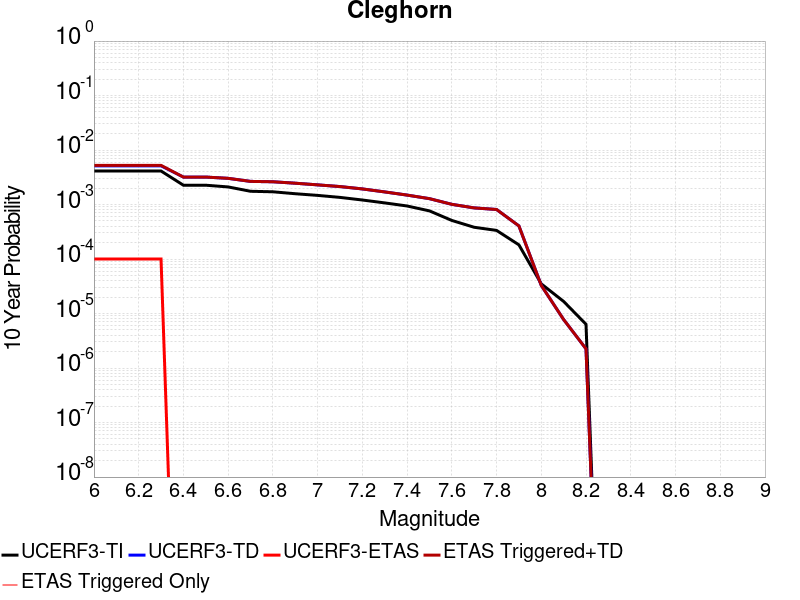 Cleghorn
10 Year Probability
10^0
10^-1
10^-2
10^-3
10^-4
10^-5
10^-6
10^-7
10^-8
6 6.2 6.4 6.6 6.8 7 7.2 7.4 7.6 7.8 8 8.2 8.4 8.6 8.8 9
Magnitude
UCERF3-TI UCERF3-TD UCERF3-ETAS ETAS Triggered+TD
ETAS Triggered Only